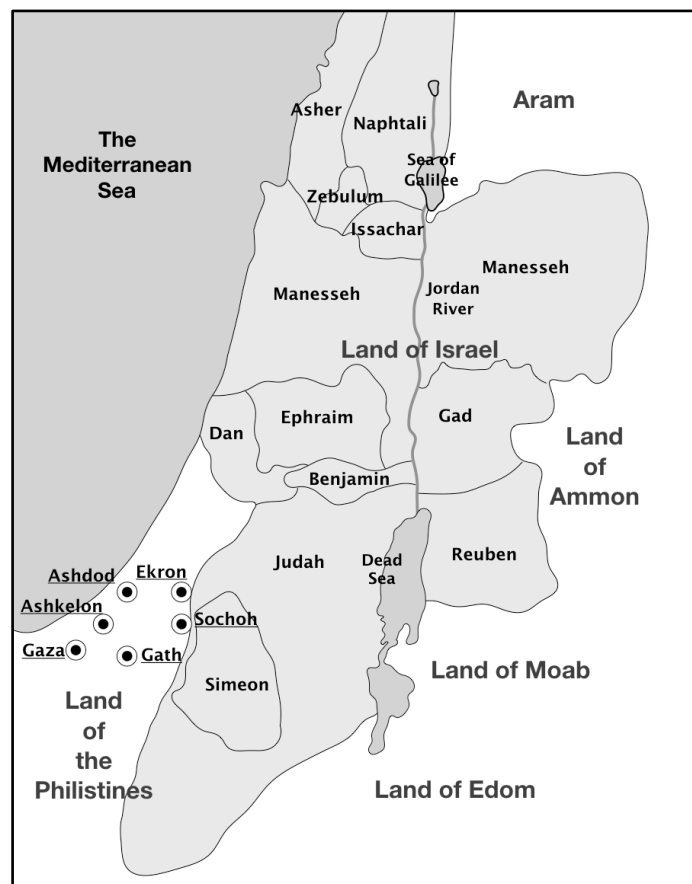 Aram
Asher
Naphtali
The
Mediterranean
Sea
Sea of
Galilee
Zebulum
Issachar
Manesseh
Manesseh
Jordan
River
Land of Israel
Ephraim
Gad
Dan
Land
of
Ammon
Benjamin
Judah
Dead
Sea
Reuben
Ashdod
Ekron
Ashkelon
Sochoh
Gaza
Gath
Land of Moab
Simeon
Land
of
the
Philistines
Land of Edom